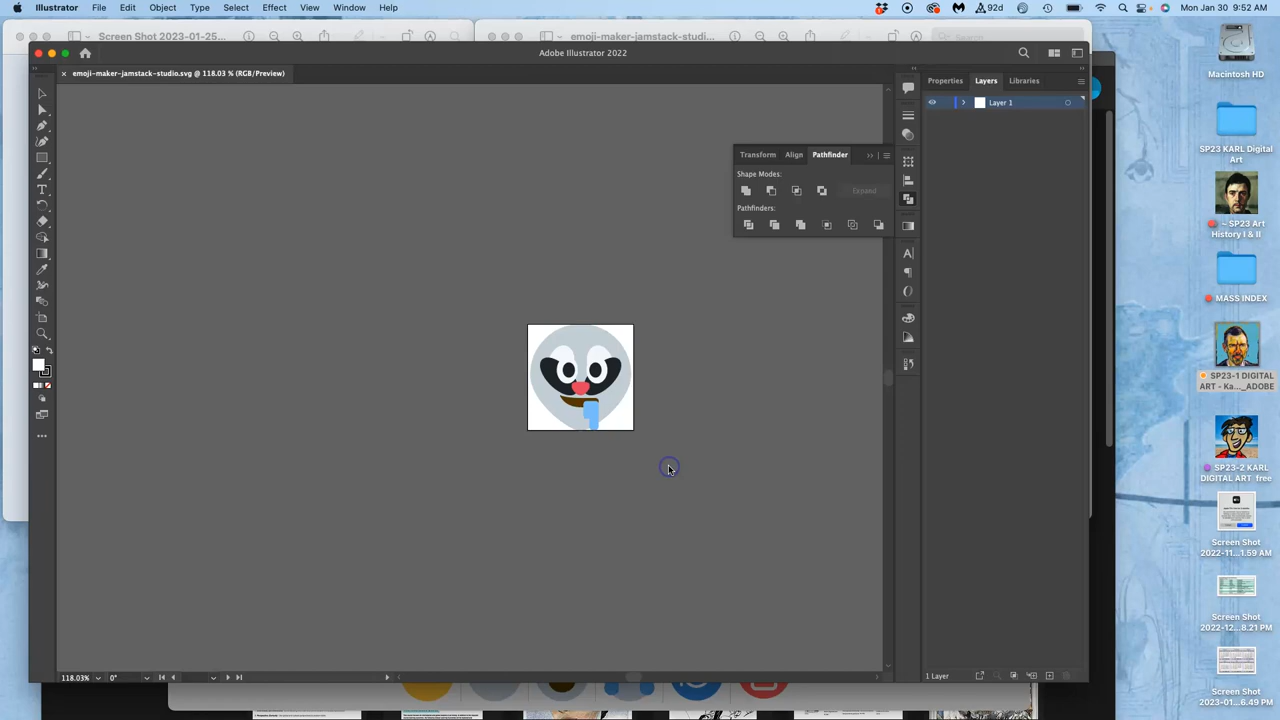 Illustrator File Edit Object Type Select Effect View Window Help 92d Mon Jan 30 9:52 AM
Screen Shot 2023-01-25... emoji-maker-jamstack-studi... Search
Adobe Illustrator 2022
× emoji-maker-jamstack-studio.svg @ 118.03 % (RGB/Preview)
Properties Layers Libraries
Layer 1
Transform Align Pathfinder
Shape Modes:
Expand
Pathfinders:
118.03% 0°
1 Layer
Macintosh HD
SP23 KARL Digital
Art
~ SP23 Art
History I & II
MASS INDEX
SP23-1 DIGITAL
ART - Ka..._ADOBE
SP23-2 KARL
DIGITAL ART free
Screen Shot
2022-11...1.59 AM
Screen Shot
2022-12...8.21 PM
Screen Shot
2023-01...6.49 PM